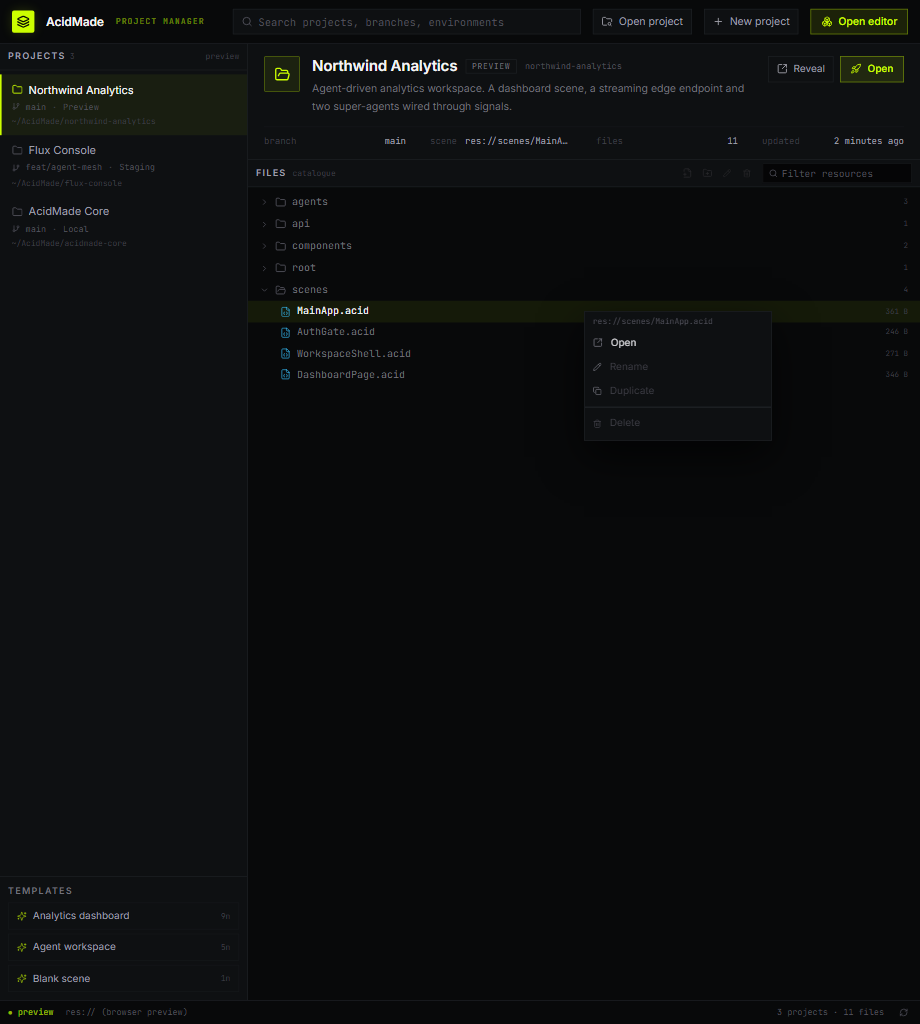 AcidMade PROJECT MANAGER
Search projects, branches, environments
Open project
New project
Open editor
PROJECTS 3
preview
Northwind Analytics
main · Preview
~/AcidMade/northwind-analytics
Flux Console
feat/agent-mesh · Staging
~/AcidMade/flux-console
AcidMade Core
main · Local
~/AcidMade/acidmade-core
TEMPLATES
Analytics dashboard 9n
Agent workspace 5n
Blank scene 1n
Northwind Analytics PREVIEW northwind-analytics
Agent-driven analytics workspace. A dashboard scene, a streaming edge endpoint and
two super-agents wired through signals.
Reveal
Open
branch main scene res://scenes/MainA… files 11 updated 2 minutes ago
FILES catalogue
Filter resources
agents 3
api 1
components 2
root 1
scenes 4
MainApp.acid 361 B
AuthGate.acid 246 B
WorkspaceShell.acid 271 B
DashboardPage.acid 346 B
res://scenes/MainApp.acid
Open
Rename
Duplicate
Delete
preview res:// (browser preview)
3 projects · 11 files